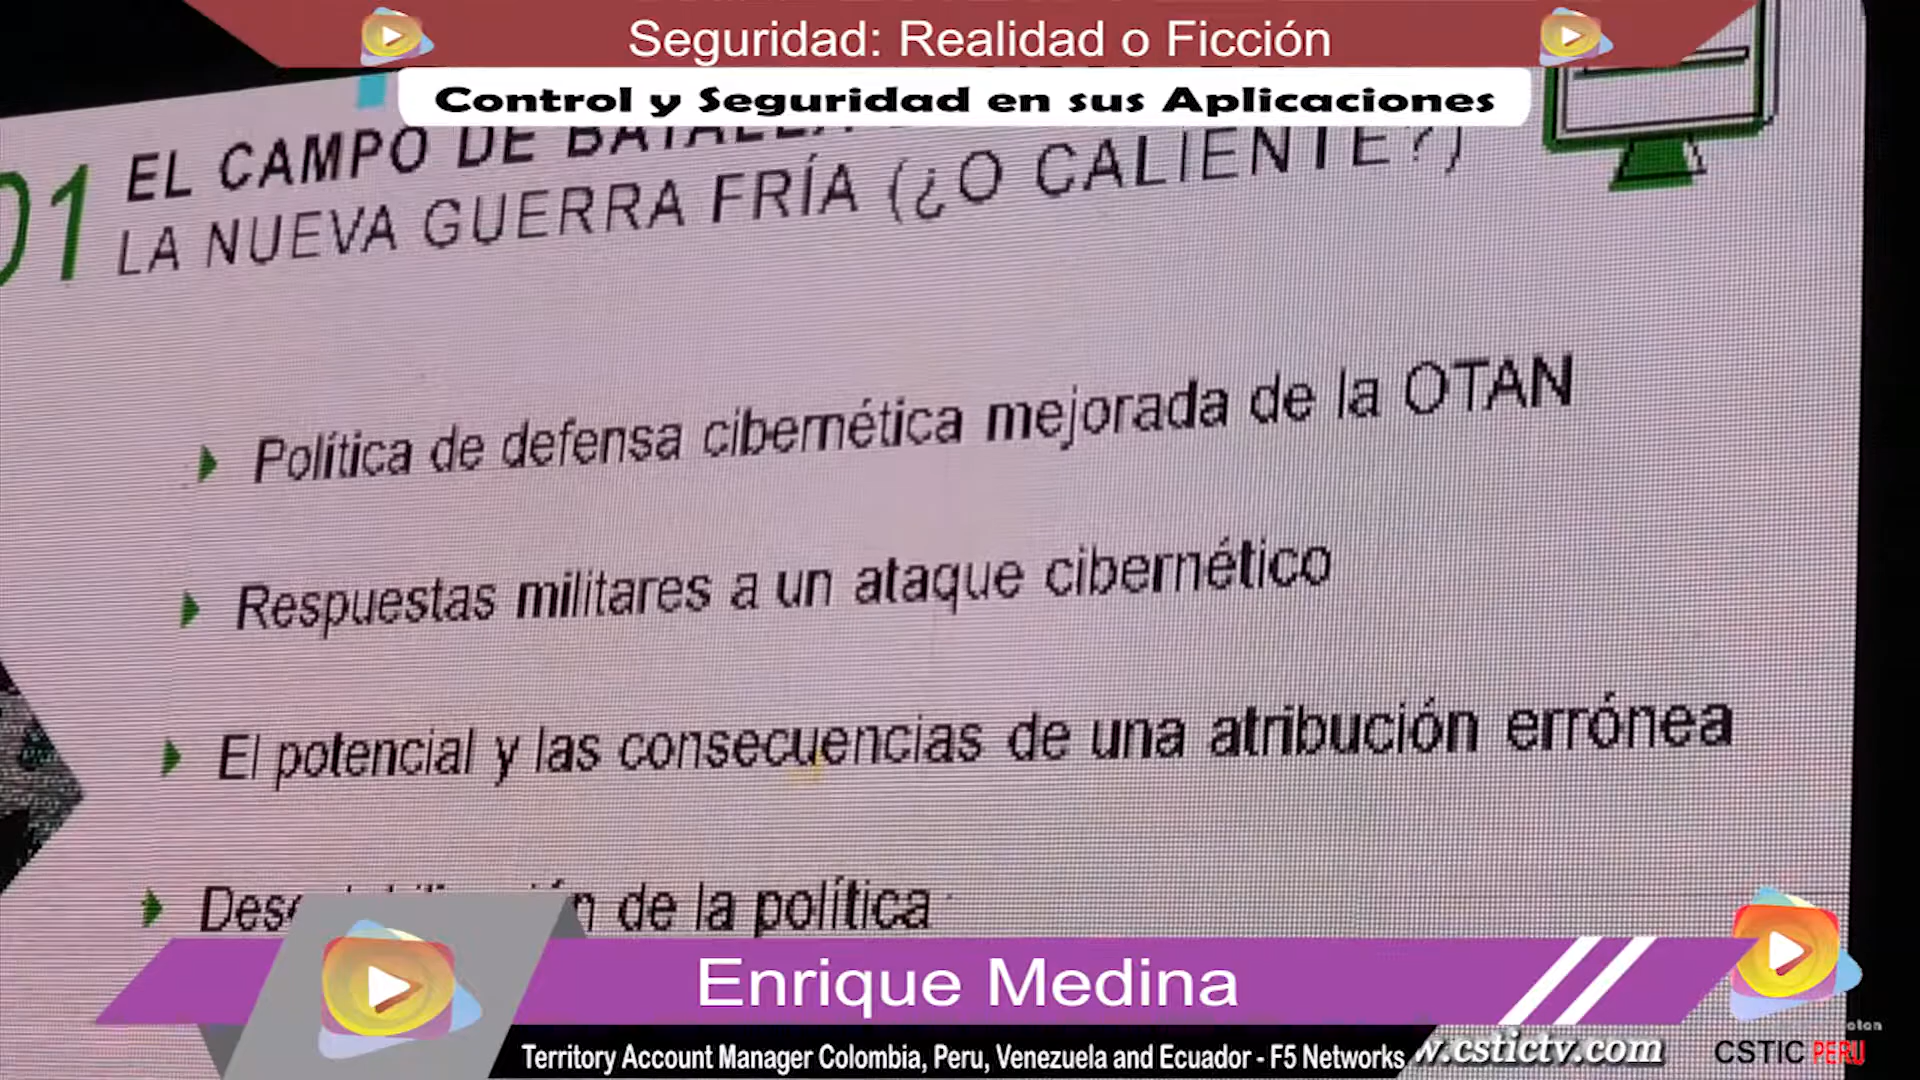 Seguridad: Realidad o Ficción
Control y Seguridad en sus Aplicaciones
01
EL CAMPO DE
LA NUEVA GUERRA FRÍA (¿O CALIENTE?)
Política de defensa cibernética mejorada de la OTAN
Respuestas militares a un ataque cibernético
El potencial y las consecuencias de una atribución errónea
de la política
Enrique Medina
Territory Account Manager Colombia, Peru, Venezuela and Ecuador - F5 Networks
w.cstictv.com
CSTIC PERU